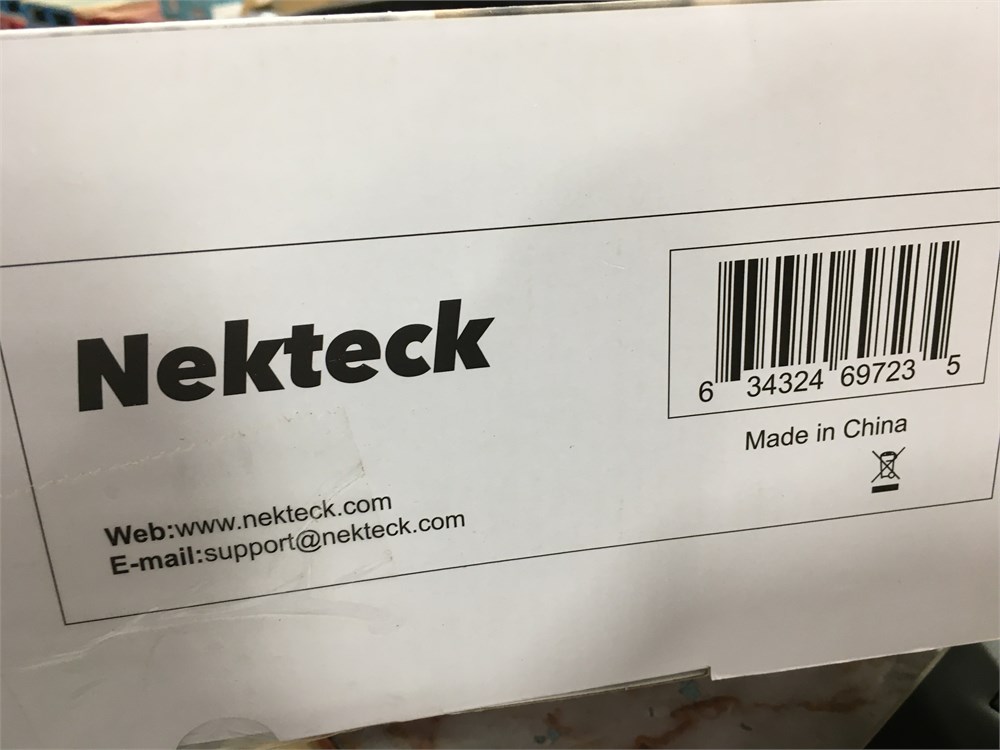 Nekteck
Web:www.nekteck.com
E-mail:support@nekteck.com
6 34324 69723 5
Made in China